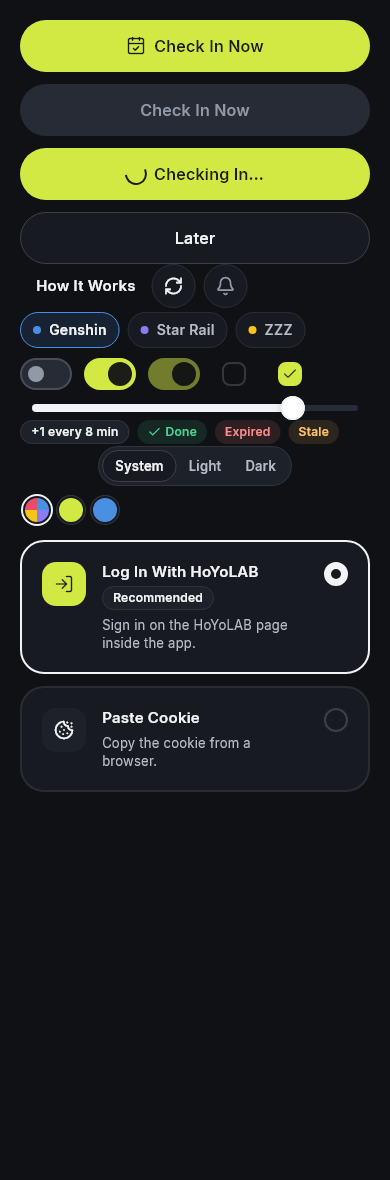 Check In Now
Check In Now
Checking In...
Later
How It Works
Genshin Star Rail ZZZ
+1 every 8 min Done Expired Stale
System Light Dark
Log In With HoYoLAB
Recommended
Sign in on the HoYoLAB page
inside the app.
Paste Cookie
Copy the cookie from a
browser.